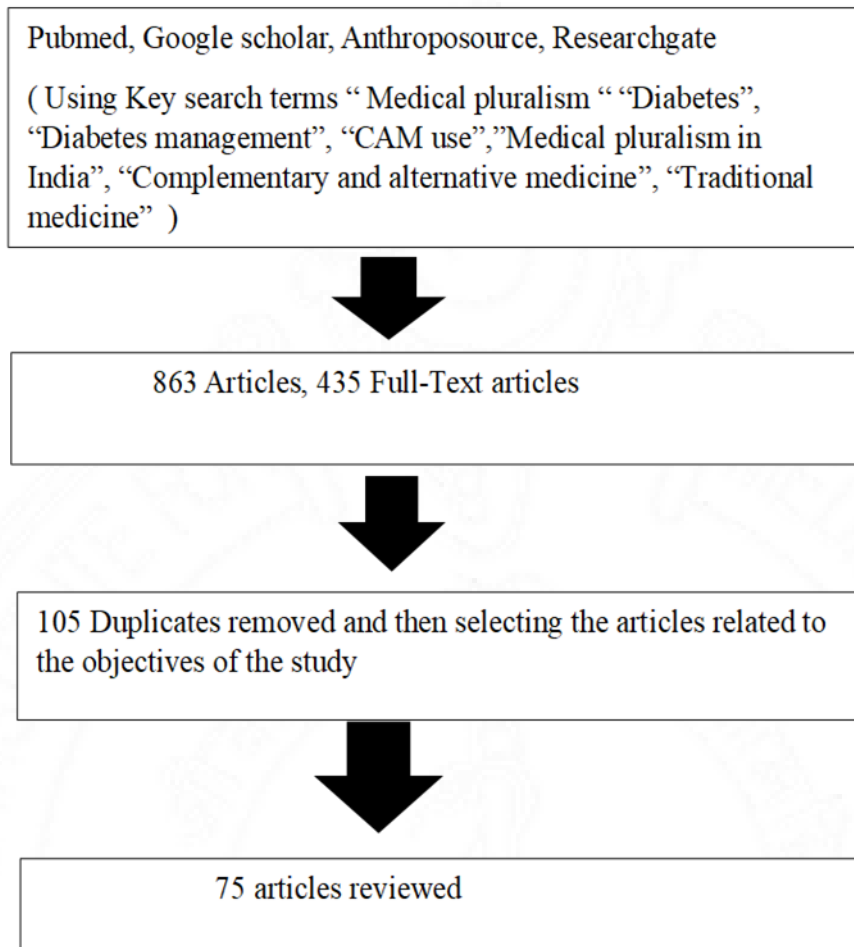 Pubmed, Google scholar, Anthroposource, Researchgate
( Using Key search terms “ Medical pluralism “ “Diabetes”,
“Diabetes management”, “CAM use”,”Medical pluralism in
India”, “Complementary and alternative medicine”, “Traditional
medicine” )
863 Articles, 435 Full-Text articles
105 Duplicates removed and then selecting the articles related to
the objectives of the study
75 articles reviewed